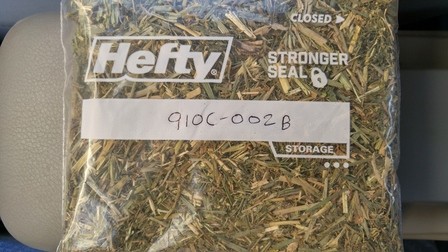 CLOSED
Hefty®
STRONGER
SEAL
910C-002B
STORAGE